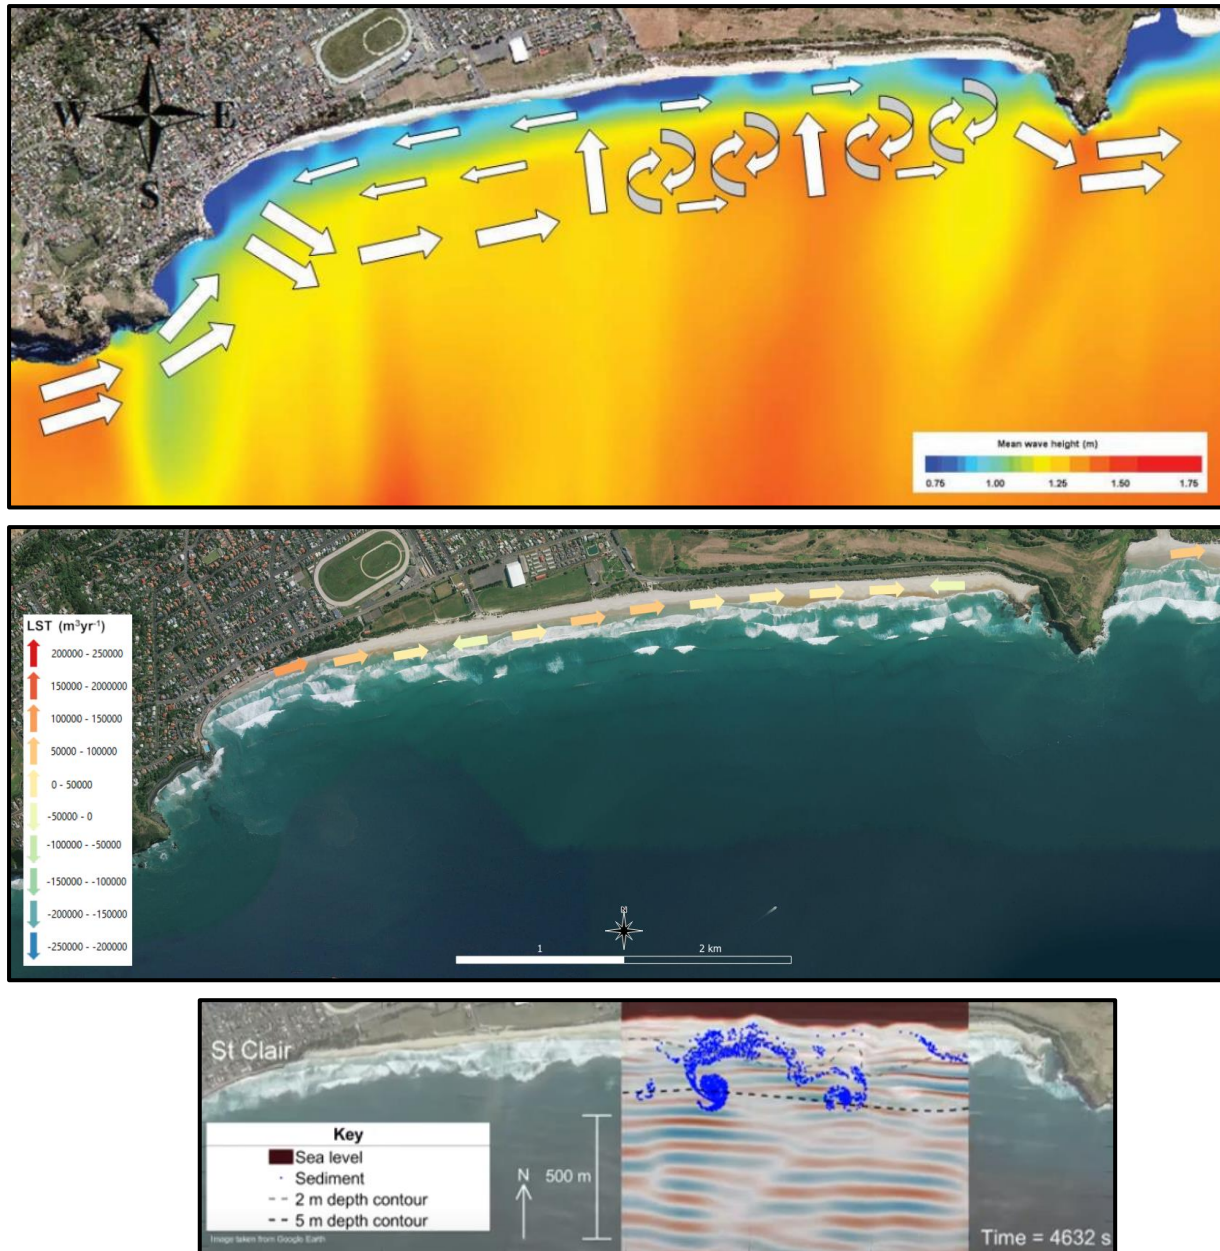 W E
S
Mean wave height (m)
0.75 1.00 1.25 1.50 1.75
LST (m³yr⁻¹)
200000 - 250000
150000 - 2000000
100000 - 150000
50000 - 100000
0 - 50000
-50000 - 0
-100000 - -50000
-150000 - -100000
-200000 - -150000
-250000 - -200000
N
1 2 km
St Clair
Key
Sea level
Sediment
2 m depth contour
5 m depth contour
Image taken from Google Earth
N 500 m
Time = 4632 s